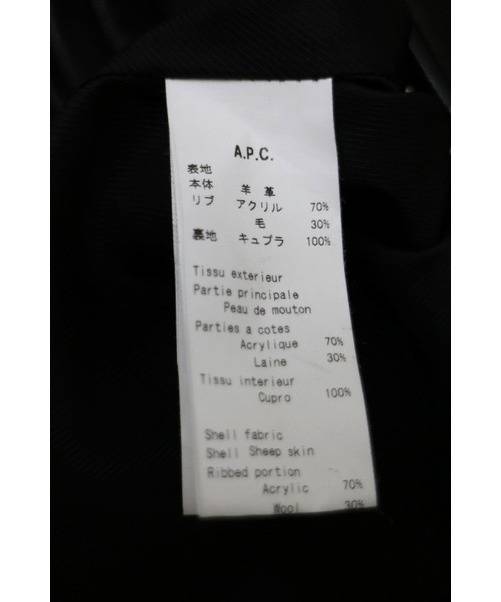 A.P.C.
表地
本体 羊 革
リブ アクリル 70%
毛 30%
裏地 キュプラ 100%
Tissu exterieur
Partie principale
Peau de mouton
Parties a cotes
Acrylique 70%
Laine 30%
Tissu interieur
Cupro 100%
Shell fabric
Shell Sheep skin
Ribbed portion
Acrylic 70%
Wool 30%